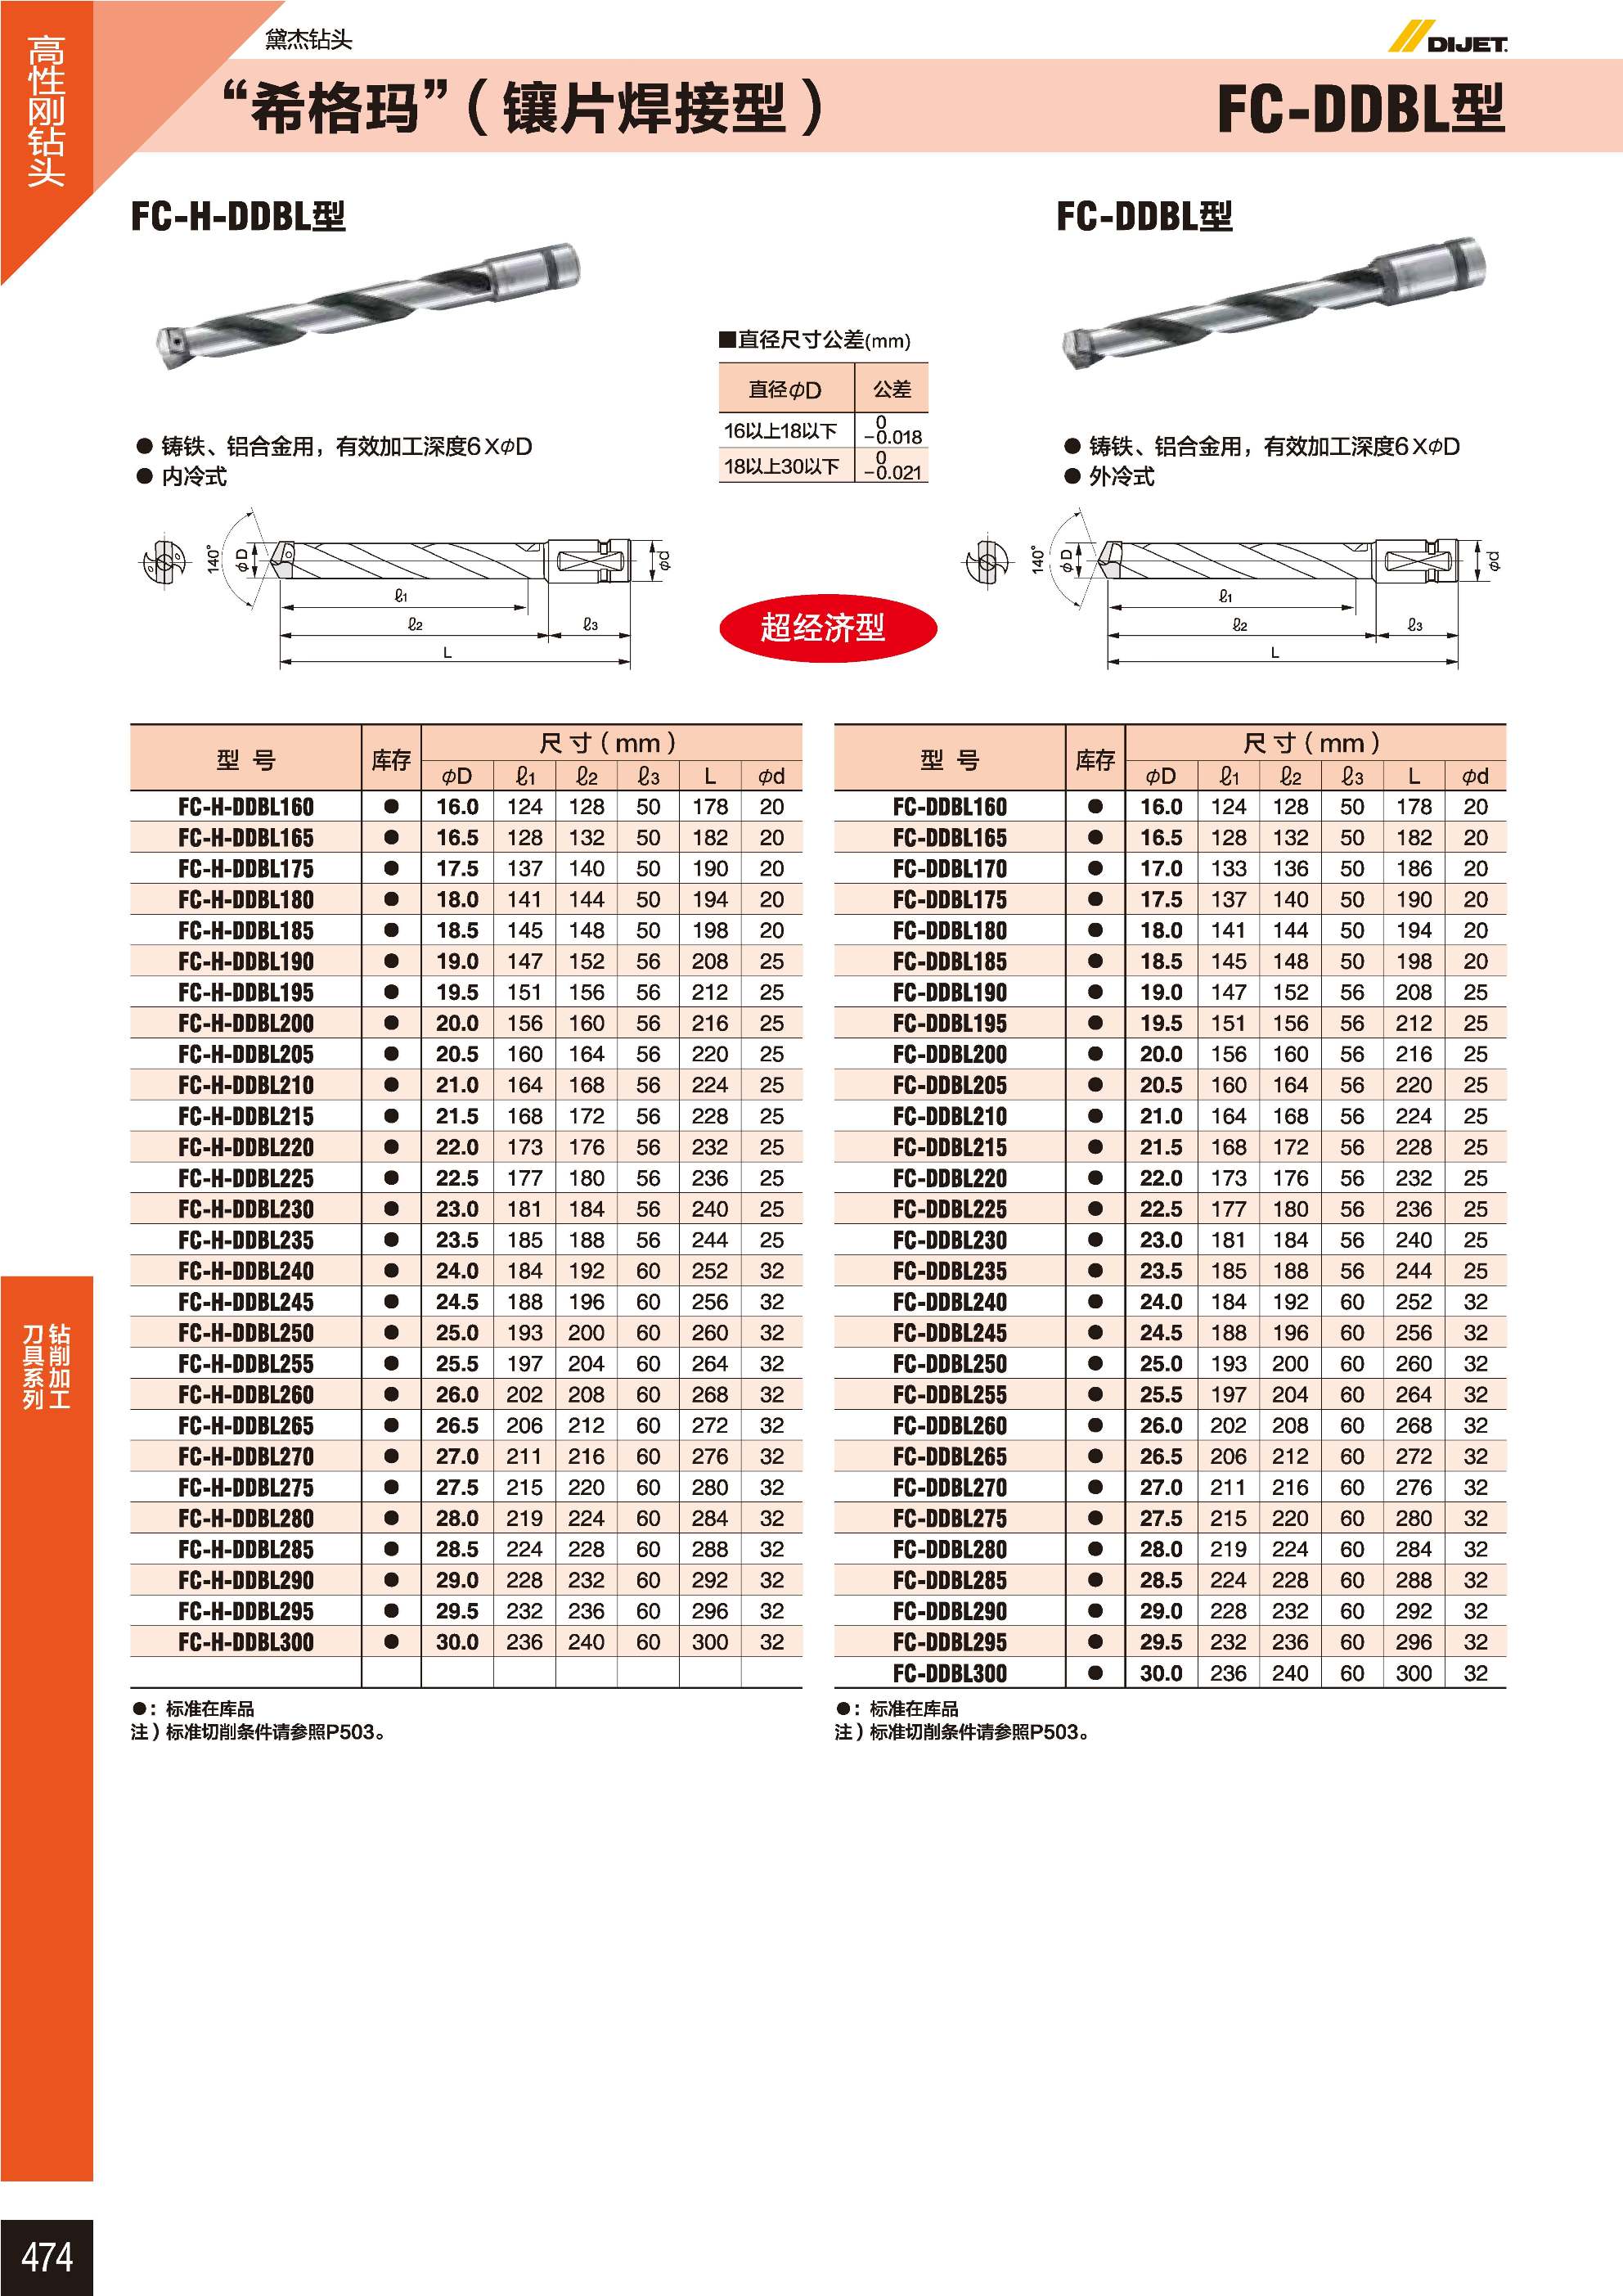 高性刚钻头
黛杰钻头
DIJET
“希格玛”(镶片焊接型)
FC-DDBL型
FC-H-DDBL型
● 铸铁、铝合金用，有效加工深度6×φD
● 内冷式
140°
φD
φd
ℓ1
ℓ2
ℓ3
L
■直径尺寸公差(mm)
直径φD 公差
16以上18以下 0 -0.018
18以上30以下 0 -0.021
超经济型
FC-DDBL型
● 铸铁、铝合金用，有效加工深度6×φD
● 外冷式
140°
φD
φd
ℓ1
ℓ2
ℓ3
L
型号 库存 尺寸(mm)
φD ℓ1 ℓ2 ℓ3 L φd
FC-H-DDBL160 ● 16.0 124 128 50 178 20
FC-H-DDBL165 ● 16.5 128 132 50 182 20
FC-H-DDBL175 ● 17.5 137 140 50 190 20
FC-H-DDBL180 ● 18.0 141 144 50 194 20
FC-H-DDBL185 ● 18.5 145 148 50 198 20
FC-H-DDBL190 ● 19.0 147 152 56 208 25
FC-H-DDBL195 ● 19.5 151 156 56 212 25
FC-H-DDBL200 ● 20.0 156 160 56 216 25
FC-H-DDBL205 ● 20.5 160 164 56 220 25
FC-H-DDBL210 ● 21.0 164 168 56 224 25
FC-H-DDBL215 ● 21.5 168 172 56 228 25
FC-H-DDBL220 ● 22.0 173 176 56 232 25
FC-H-DDBL225 ● 22.5 177 180 56 236 25
FC-H-DDBL230 ● 23.0 181 184 56 240 25
FC-H-DDBL235 ● 23.5 185 188 56 244 25
FC-H-DDBL240 ● 24.0 184 192 60 252 32
FC-H-DDBL245 ● 24.5 188 196 60 256 32
FC-H-DDBL250 ● 25.0 193 200 60 260 32
FC-H-DDBL255 ● 25.5 197 204 60 264 32
FC-H-DDBL260 ● 26.0 202 208 60 268 32
FC-H-DDBL265 ● 26.5 206 212 60 272 32
FC-H-DDBL270 ● 27.0 211 216 60 276 32
FC-H-DDBL275 ● 27.5 215 220 60 280 32
FC-H-DDBL280 ● 28.0 219 224 60 284 32
FC-H-DDBL285 ● 28.5 224 228 60 288 32
FC-H-DDBL290 ● 29.0 228 232 60 292 32
FC-H-DDBL295 ● 29.5 232 236 60 296 32
FC-H-DDBL300 ● 30.0 236 240 60 300 32
●：标准在库品
注）标准切削条件请参照P503。
型号 库存 尺寸(mm)
φD ℓ1 ℓ2 ℓ3 L φd
FC-DDBL160 ● 16.0 124 128 50 178 20
FC-DDBL165 ● 16.5 128 132 50 182 20
FC-DDBL170 ● 17.0 133 136 50 186 20
FC-DDBL175 ● 17.5 137 140 50 190 20
FC-DDBL180 ● 18.0 141 144 50 194 20
FC-DDBL185 ● 18.5 145 148 50 198 20
FC-DDBL190 ● 19.0 147 152 56 208 25
FC-DDBL195 ● 19.5 151 156 56 212 25
FC-DDBL200 ● 20.0 156 160 56 216 25
FC-DDBL205 ● 20.5 160 164 56 220 25
FC-DDBL210 ● 21.0 164 168 56 224 25
FC-DDBL215 ● 21.5 168 172 56 228 25
FC-DDBL220 ● 22.0 173 176 56 232 25
FC-DDBL225 ● 22.5 177 180 56 236 25
FC-DDBL230 ● 23.0 181 184 56 240 25
FC-DDBL235 ● 23.5 185 188 56 244 25
FC-DDBL240 ● 24.0 184 192 60 252 32
FC-DDBL245 ● 24.5 188 196 60 256 32
FC-DDBL250 ● 25.0 193 200 60 260 32
FC-DDBL255 ● 25.5 197 204 60 264 32
FC-DDBL260 ● 26.0 202 208 60 268 32
FC-DDBL265 ● 26.5 206 212 60 272 32
FC-DDBL270 ● 27.0 211 216 60 276 32
FC-DDBL275 ● 27.5 215 220 60 280 32
FC-DDBL280 ● 28.0 219 224 60 284 32
FC-DDBL285 ● 28.5 224 228 60 288 32
FC-DDBL290 ● 29.0 228 232 60 292 32
FC-DDBL295 ● 29.5 232 236 60 296 32
FC-DDBL300 ● 30.0 236 240 60 300 32
●：标准在库品
注）标准切削条件请参照P503。
钻削加工
刀具系列
474